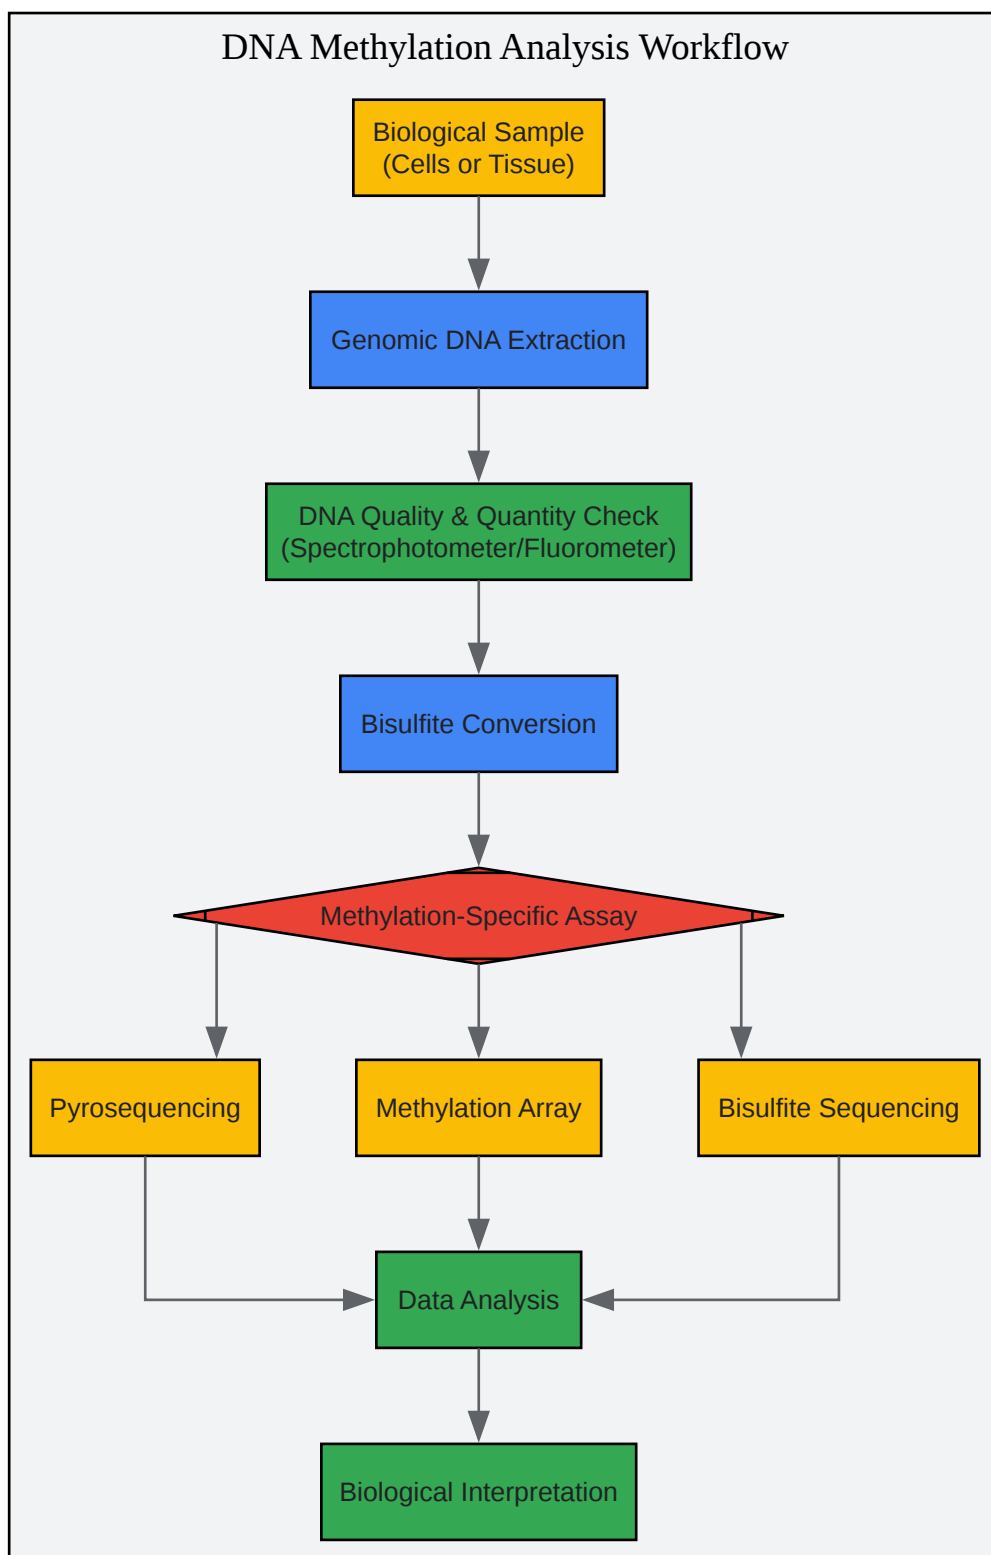 DNA Methylation Analysis Workflow
Biological Sample
(Cells or Tissue)
Genomic DNA Extraction
DNA Quality & Quantity Check
(Spectrophotometer/Fluorometer)
Bisulfite Conversion
Methylation-Specific Assay
Pyrosequencing
Methylation Array
Bisulfite Sequencing
Data Analysis
Biological Interpretation